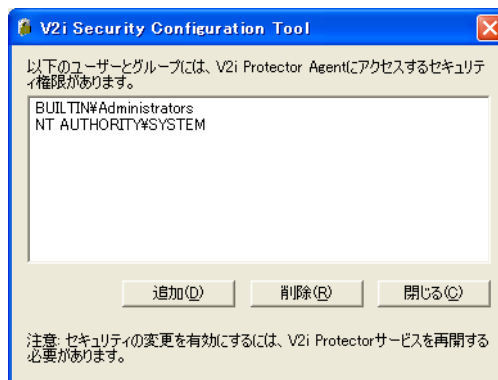 V2i Security Configuration Tool
以下のユーザーとグループには、V2i Protector Agentにアクセスするセキュリテ
ィ権限があります。
BUILTIN¥Administrators
NT AUTHORITY¥SYSTEM
追加(D)
削除(R)
閉じる(C)
注意: セキュリティの変更を有効にするには、V2i Protectorサービスを再開する
必要があります。